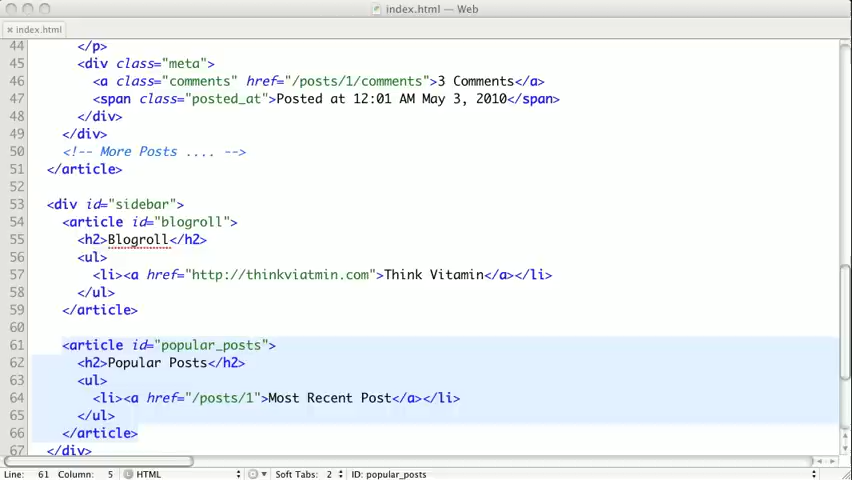 index.html — Web
× index.html
44 </p>
45 <div class="meta">
46 <a class="comments" href="/posts/1/comments">3 Comments</a>
47 <span class="posted_at">Posted at 12:01 AM May 3, 2010</span>
48 </div>
49 </div>
50 <!-- More Posts .... -->
51 </article>
52
53 <div id="sidebar">
54 <article id="blogroll">
55 <h2>Blogroll</h2>
56 <ul>
57 <li><a href="http://thinkviatmin.com">Think Vitamin</a></li>
58 </ul>
59 </article>
60
61 <article id="popular_posts">
62 <h2>Popular Posts</h2>
63 <ul>
64 <li><a href="/posts/1">Most Recent Post</a></li>
65 </ul>
66 </article>
67 </div>
Line: 61 Column: 5 L HTML Soft Tabs: 2 ID: popular_posts